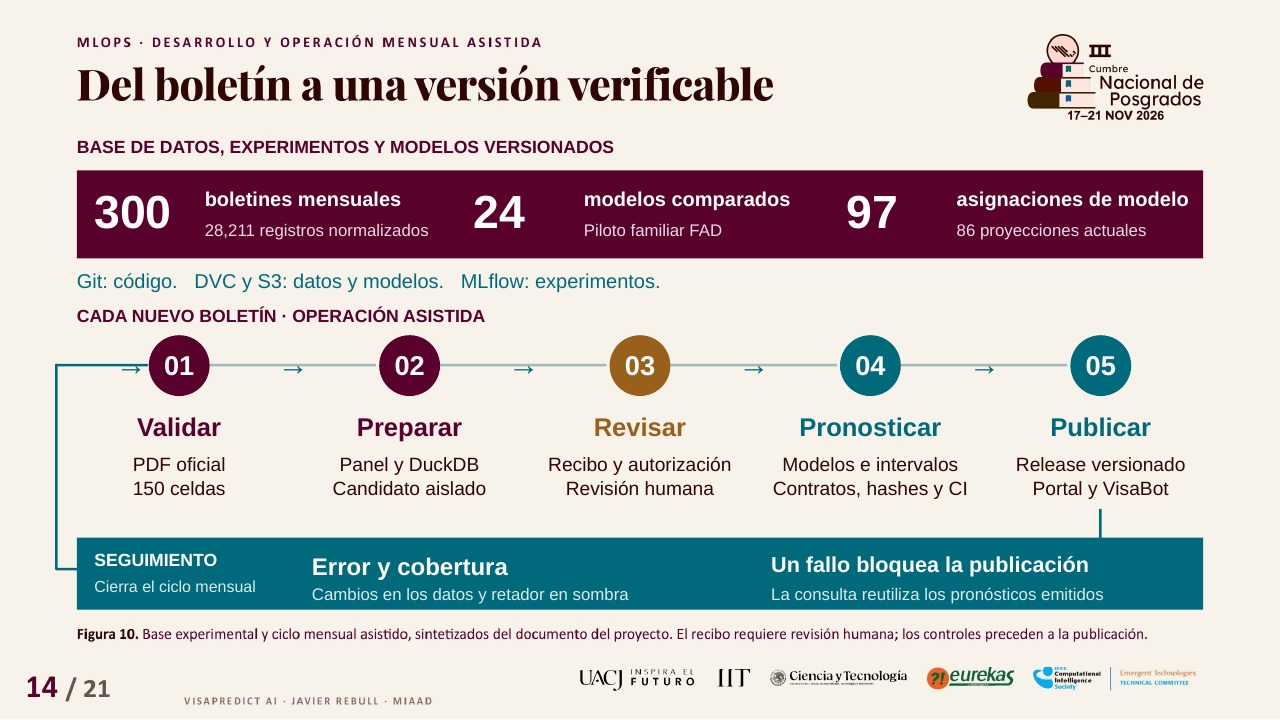 MLOPS · DESARROLLO Y OPERACIÓN MENSUAL ASISTIDA
Del boletín a una versión verificable
III
Cumbre
Nacional de
Posgrados
17–21 NOV 2026
BASE DE DATOS, EXPERIMENTOS Y MODELOS VERSIONADOS
300 boletines mensuales
28,211 registros normalizados
24 modelos comparados
Piloto familiar FAD
97 asignaciones de modelo
86 proyecciones actuales
Git: código. DVC y S3: datos y modelos. MLflow: experimentos.
CADA NUEVO BOLETÍN · OPERACIÓN ASISTIDA
→ 01 → 02 → 03 → 04 → 05
Validar
PDF oficial
150 celdas
Preparar
Panel y DuckDB
Candidato aislado
Revisar
Recibo y autorización
Revisión humana
Pronosticar
Modelos e intervalos
Contratos, hashes y CI
Publicar
Release versionado
Portal y VisaBot
SEGUIMIENTO
Cierra el ciclo mensual
Error y cobertura
Cambios en los datos y retador en sombra
Un fallo bloquea la publicación
La consulta reutiliza los pronósticos emitidos
Figura 10. Base experimental y ciclo mensual asistido, sintetizados del documento del proyecto. El recibo requiere revisión humana; los controles preceden a la publicación.
14 / 21
VISAPREDICT AI · JAVIER REBULL · MIAAD
UACJ INSPIRA EL
FUTURO
IIT
Ciencia y Tecnología
?! eurekas
IEEE
Computational
Intelligence
Society
Emergent Technologies
TECHNICAL COMMITTEE